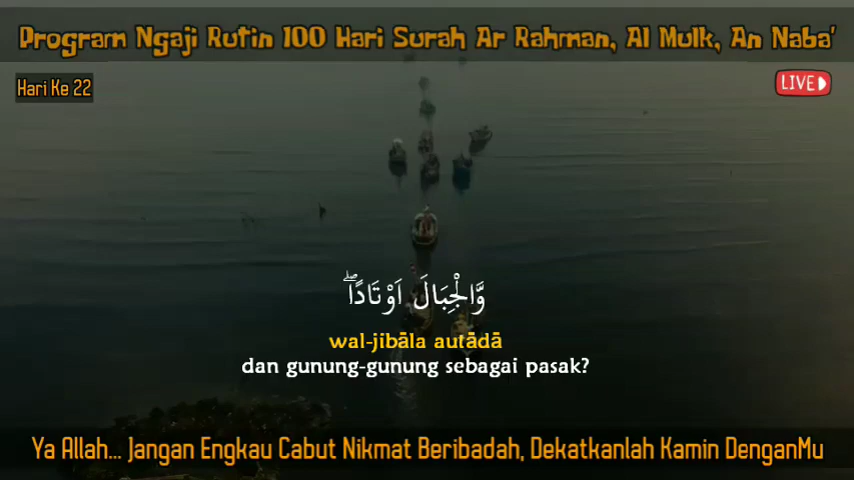 Program Ngaji Rutin 100 Hari Surah Ar Rahman, Al Mulk, An Naba'
Hari Ke 22
LIVE
وَّالْجِبَالَ اَوْتَادًاۖ
wal-jibāla autādā
dan gunung-gunung sebagai pasak?
Ya Allah... Jangan Engkau Cabut Nikmat Beribadah, Dekatkanlah Kamin DenganMu